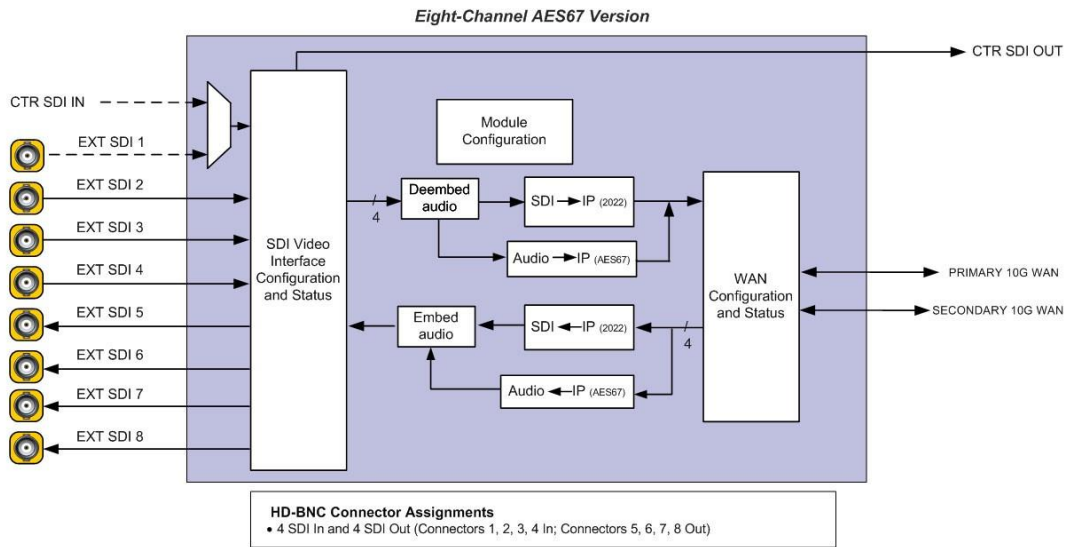 Eight-Channel AES67 Version
CTR SDI OUT
CTR SDI IN
EXT SDI 1
EXT SDI 2
EXT SDI 3
EXT SDI 4
EXT SDI 5
EXT SDI 6
EXT SDI 7
EXT SDI 8
SDI Video
Interface
Configuration
and Status
Module
Configuration
4
Deembed
audio
SDI IP (2022)
Audio IP (AES67)
Embed
audio
SDI IP (2022)
Audio IP (AES67)
4
WAN
Configuration
and Status
PRIMARY 10G WAN
SECONDARY 10G WAN
HD-BNC Connector Assignments
• 4 SDI In and 4 SDI Out (Connectors 1, 2, 3, 4 In; Connectors 5, 6, 7, 8 Out)